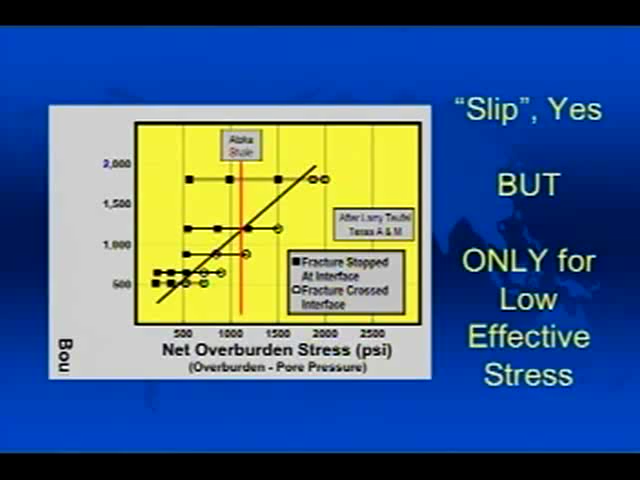 "Slip", Yes
BUT
ONLY for
Low
Effective
Stress
Alpha
Shale
After Larry Teufel
Texas A & M
Fracture Stopped
At Interface
Fracture Crossed
Interface
2,000
1,500
1,000
500
500
1000
1500
2000
2500
Net Overburden Stress (psi)
(Overburden - Pore Pressure)
Bou